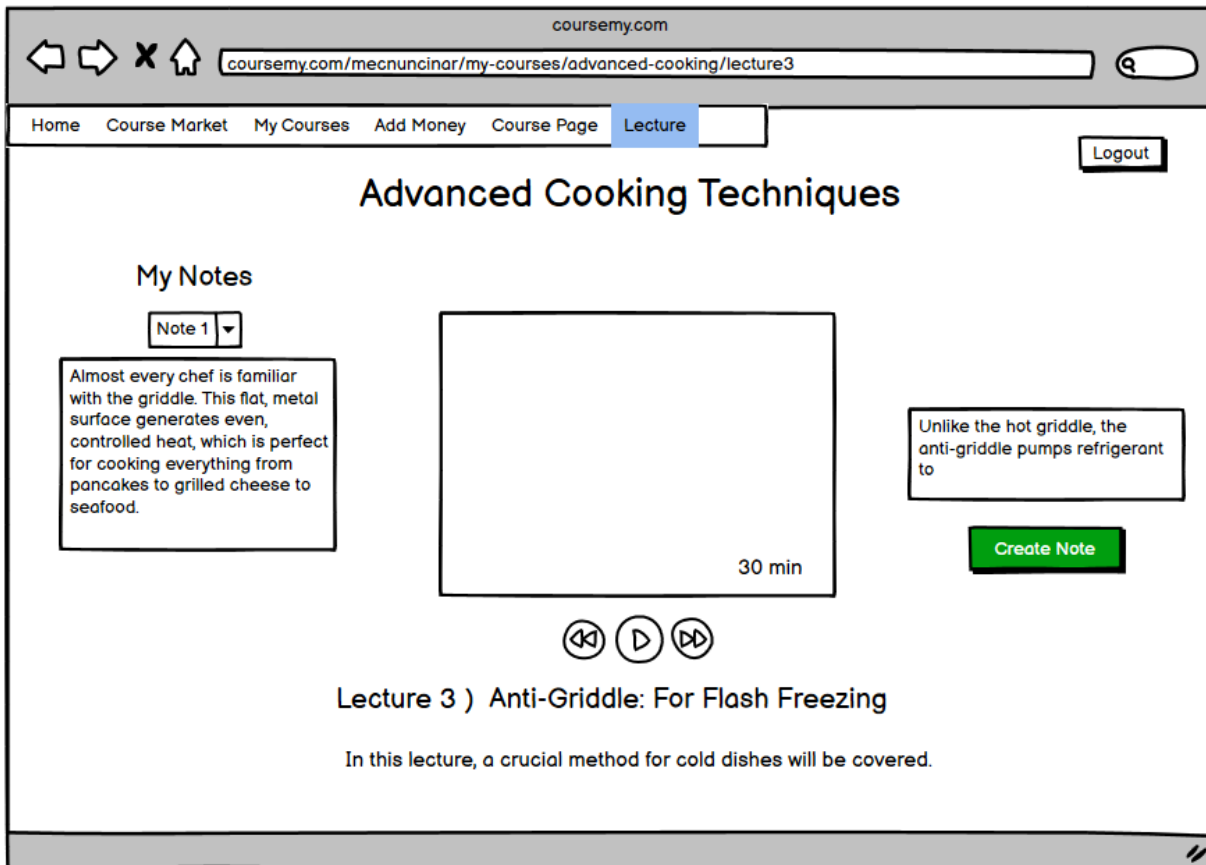 coursemy.com
coursemy.com/mecnuncinar/my-courses/advanced-cooking/lecture3
Home Course Market My Courses Add Money Course Page Lecture
Logout
Advanced Cooking Techniques
My Notes
Note 1
Almost every chef is familiar
with the griddle. This flat, metal
surface generates even,
controlled heat, which is perfect
for cooking everything from
pancakes to grilled cheese to
seafood.
30 min
Unlike the hot griddle, the
anti-griddle pumps refrigerant
to
Create Note
Lecture 3 ) Anti-Griddle: For Flash Freezing
In this lecture, a crucial method for cold dishes will be covered.